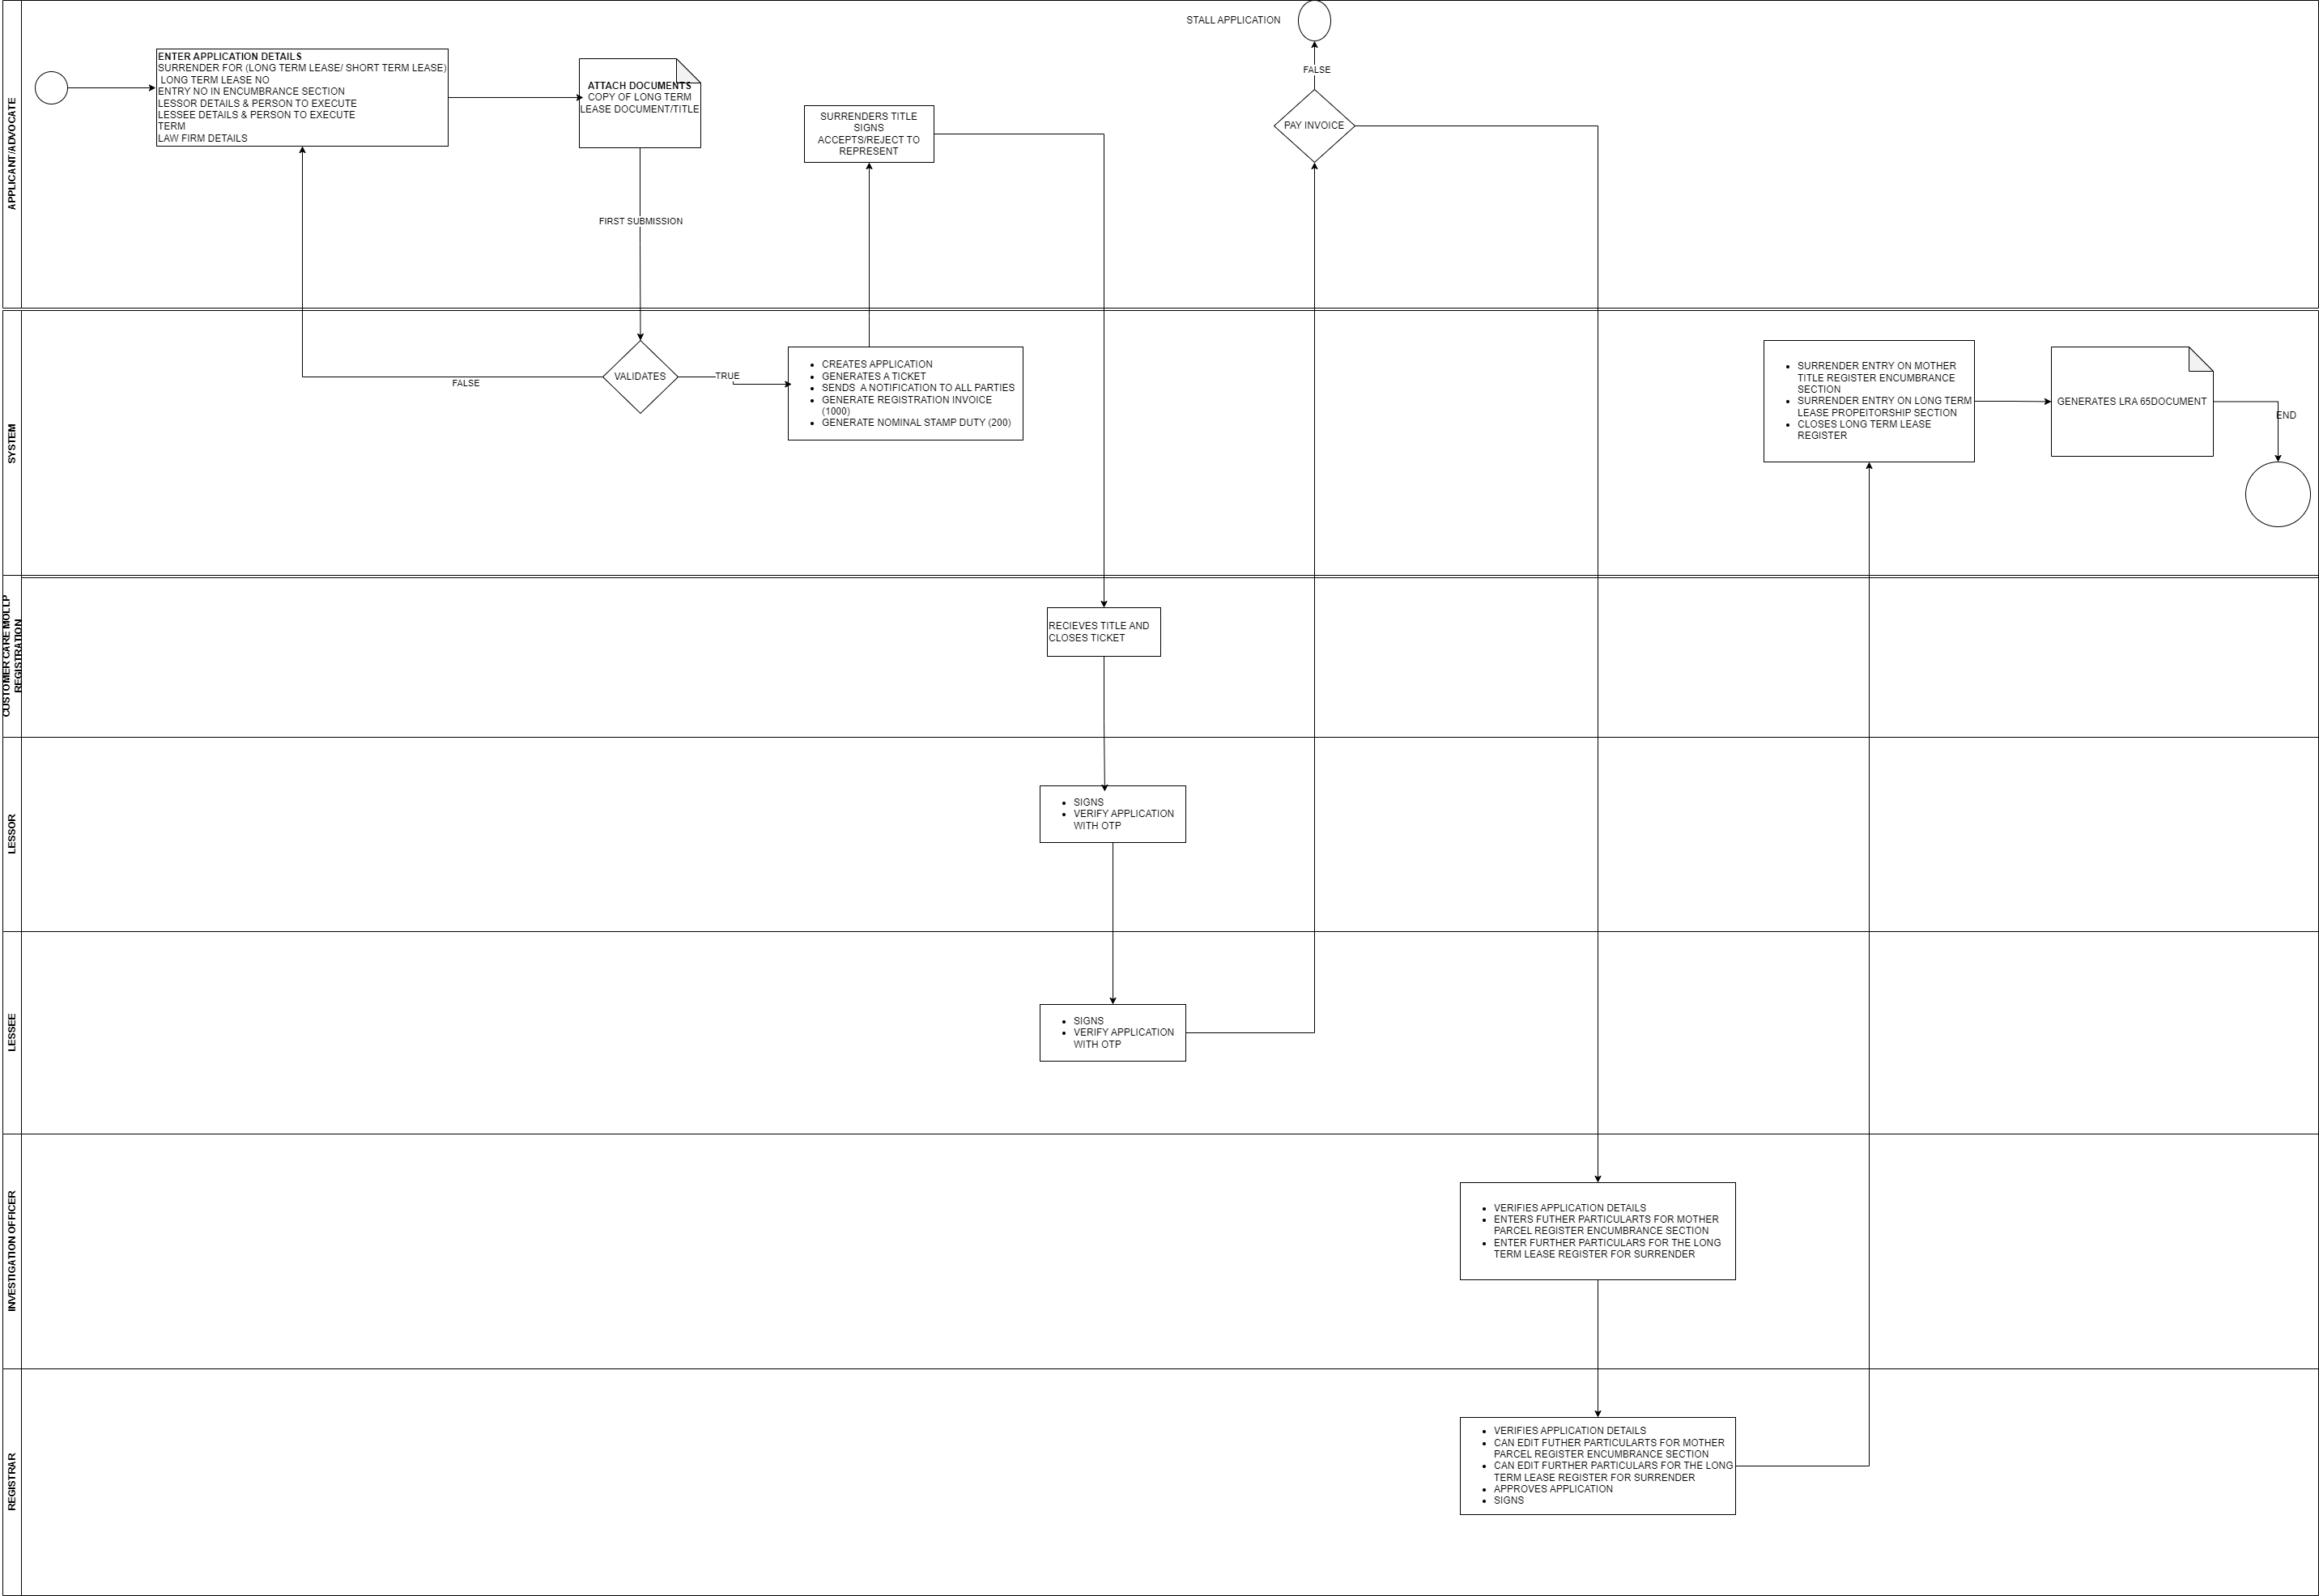 APPLICANT/ADVOCATE
ENTER APPLICATION DETAILS
SURRENDER FOR (LONG TERM LEASE/ SHORT TERM LEASE)
LONG TERM LEASE NO
ENTRY NO IN ENCUMBRANCE SECTION
LESSOR DETAILS & PERSON TO EXECUTE
LESSEE DETAILS & PERSON TO EXECUTE
TERM
LAW FIRM DETAILS
ATTACH DOCUMENTS
COPY OF LONG TERM
LEASE DOCUMENT/TITLE
FIRST SUBMISSION
SURRENDERS TITLE
SIGNS
ACCEPTS/REJECT TO
REPRESENT
STALL APPLICATION
FALSE
PAY INVOICE
SYSTEM
FALSE
VALIDATES
TRUE
CREATES APPLICATION
GENERATES A TICKET
SENDS A NOTIFICATION TO ALL PARTIES
GENERATE REGISTRATION INVOICE
(1000)
GENERATE NOMINAL STAMP DUTY (200)
SURRENDER ENTRY ON MOTHER
TITLE REGISTER ENCUMBRANCE
SECTION
SURRENDER ENTRY ON LONG TERM
LEASE PROPEITORSHIP SECTION
CLOSES LONG TERM LEASE
REGISTER
GENERATES LRA 65DOCUMENT
END
CUSTOMER CARE MOLLP
REGISTRATION
RECIEVES TITLE AND
CLOSES TICKET
LESSOR
SIGNS
VERIFY APPLICATION
WITH OTP
LESSEE
SIGNS
VERIFY APPLICATION
WITH OTP
INVESTIGATION OFFICER
VERIFIES APPLICATION DETAILS
ENTERS FUTHER PARTICULARTS FOR MOTHER
PARCEL REGISTER ENCUMBRANCE SECTION
ENTER FURTHER PARTICULARS FOR THE LONG
TERM LEASE REGISTER FOR SURRENDER
REGISTRAR
VERIFIES APPLICATION DETAILS
CAN EDIT FUTHER PARTICULARTS FOR MOTHER
PARCEL REGISTER ENCUMBRANCE SECTION
CAN EDIT FURTHER PARTICULARS FOR THE LONG
TERM LEASE REGISTER FOR SURRENDER
APPROVES APPLICATION
SIGNS